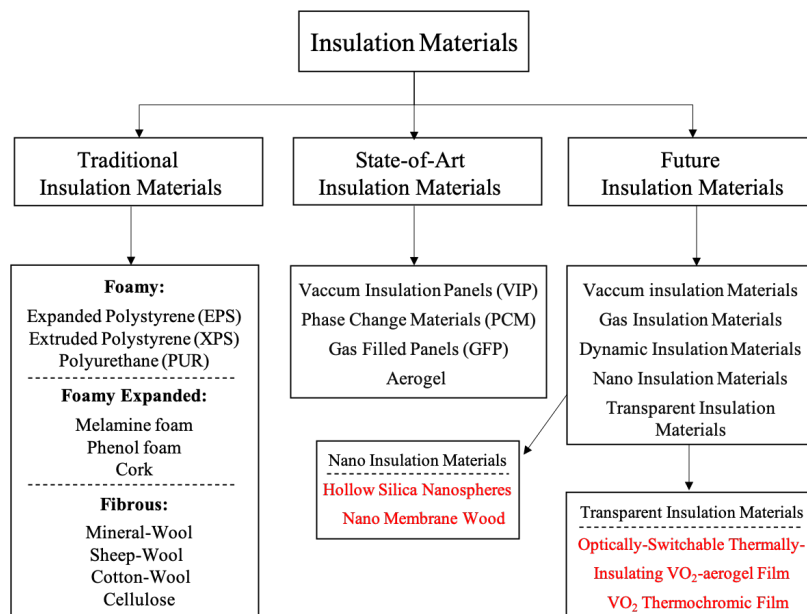 Insulation Materials
Traditional
Insulation Materials
State-of-Art
Insulation Materials
Future
Insulation Materials
Foamy:
Expanded Polystyrene (EPS)
Extruded Polystyrene (XPS)
Polyurethane (PUR)
Foamy Expanded:
Melamine foam
Phenol foam
Cork
Fibrous:
Mineral-Wool
Sheep-Wool
Cotton-Wool
Cellulose
Vaccum Insulation Panels (VIP)
Phase Change Materials (PCM)
Gas Filled Panels (GFP)
Aerogel
Vaccum insulation Materials
Gas Insulation Materials
Dynamic Insulation Materials
Nano Insulation Materials
Transparent Insulation
Materials
Nano Insulation Materials
Hollow Silica Nanospheres
Nano Membrane Wood
Transparent Insulation Materials
Optically-Switchable Thermally-
Insulating VO₂-aerogel Film
VO₂ Thermochromic Film